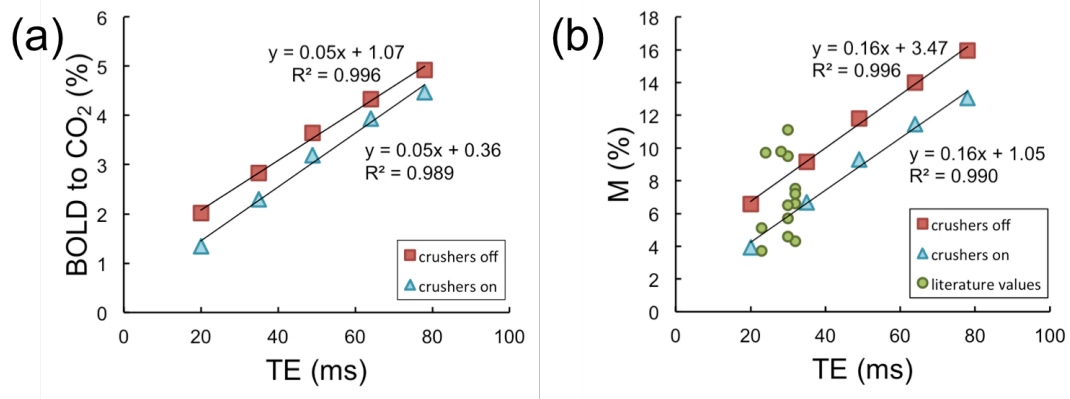 (a)
BOLD to CO₂ (%)
6
5
4
3
2
1
0
y = 0.05x + 1.07
R² = 0.996
y = 0.05x + 0.36
R² = 0.989
crushers off
crushers on
0 20 40 60 80 100
TE (ms)
(b)
M (%)
18
16
14
12
10
8
6
4
2
0
y = 0.16x + 3.47
R² = 0.996
y = 0.16x + 1.05
R² = 0.990
crushers off
crushers on
literature values
0 20 40 60 80 100
TE (ms)